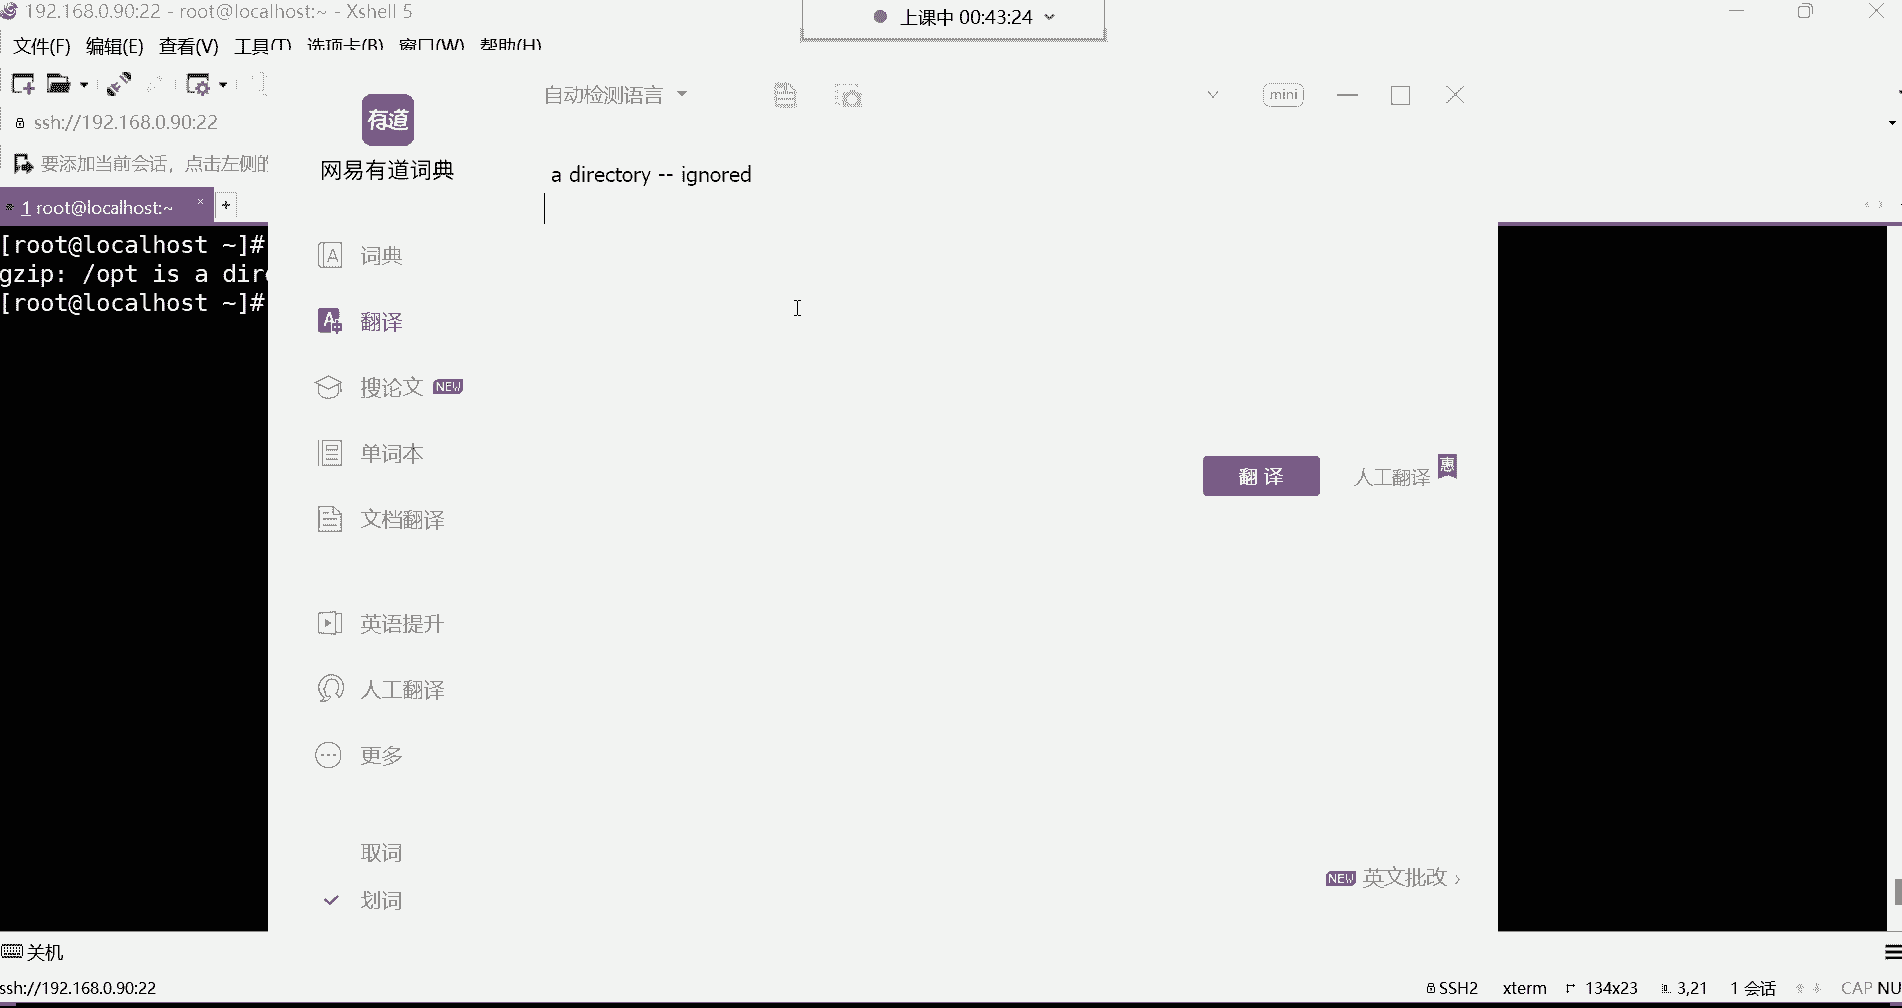 192.168.0.90:22 - root@localhost:~ - Xshell 5
上课中 00:43:24
文件(F) 编辑(E) 查看(V) 工具(T) 选项卡(B) 窗口(W) 帮助(H)
ssh://192.168.0.90:22
要添加当前会话，点击左侧的
1 root@localhost:~
[root@localhost ~]#
gzip: /opt is a dire
[root@localhost ~]#
有道
网易有道词典
词典
翻译
搜论文 NEW
单词本
文档翻译
英语提升
人工翻译
更多
取词
划词
自动检测语言
mini
a directory -- ignored
翻 译
人工翻译 惠
NEW 英文批改 ›
关机
ssh://192.168.0.90:22
SSH2 xterm 134x23 3,21 1 会话 CAP NU